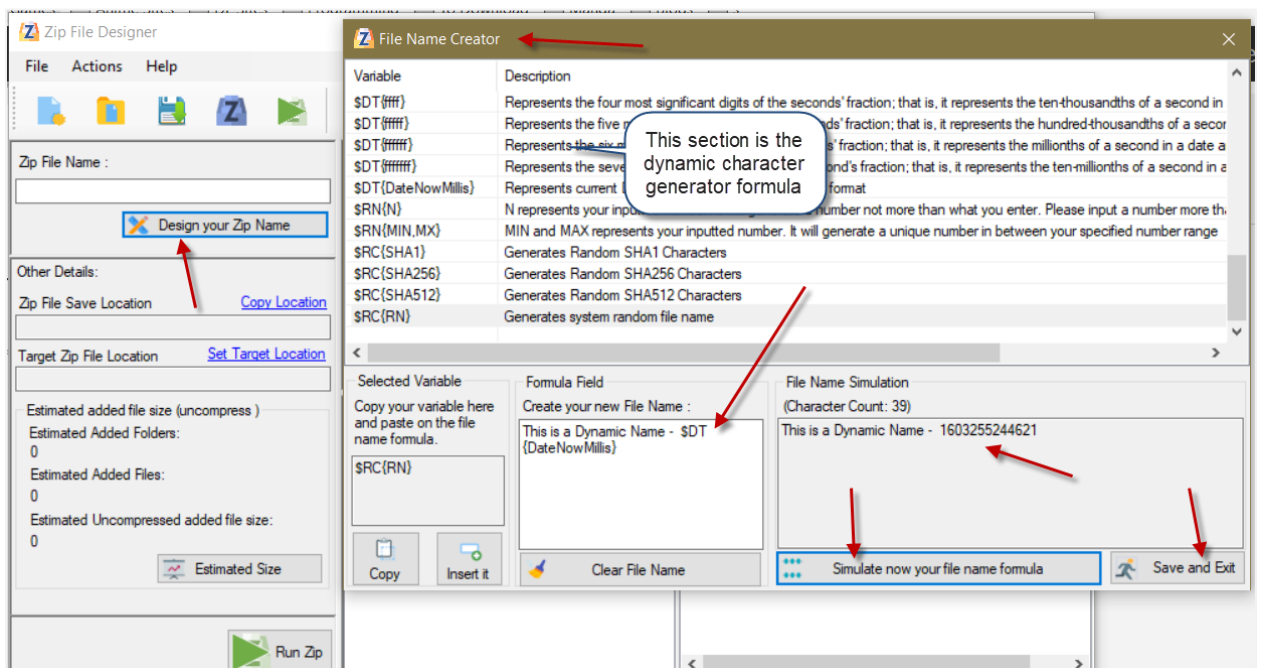 Zip File Designer
File Actions Help
Zip File Name :
Design your Zip Name
Other Details:
Zip File Save Location Copy Location
Target Zip File Location Set Target Location
Estimated added file size (uncompress )
Estimated Added Folders:
0
Estimated Added Files:
0
Estimated Uncompressed added file size:
0
Estimated Size
Run Zip
File Name Creator
Variable Description
$DT{ffff} Represents the four most significant digits of the seconds' fraction; that is, it represents the ten-thousandths of a second in
$DT{fffff} Represents the five fraction; that is, it represents the hundred-thousandths of a
$DT{ffffff} Represents the six fraction; that is, it represents the millionths of a second in a date a
$DT{fffffff} Represents the fraction; that is, it represents the ten-millionths of a second in a
$DT{DateNowMillis} Represents current format
$RN{N} N represents your number not more than what you enter. Please input a number more
$RN{MIN,MX} MIN and MAX represents your inputted number. It will generate a unique number in between your specified number range
$RC{SHA1} Generates Random SHA1 Characters
$RC{SHA256} Generates Random SHA256 Characters
$RC{SHA512} Generates Random SHA512 Characters
$RC{RN} Generates system random file name
This section is the
dynamic character
generator formula
Selected Variable
Copy your variable here
and paste on the file
name formula.
$RC{RN}
Copy Insert it
Formula Field
Create your new File Name :
This is a Dynamic Name - $DT
{DateNowMillis}
Clear File Name
File Name Simulation
(Character Count: 39)
This is a Dynamic Name - 1603255244621
Simulate now your file name formula
Save and Exit